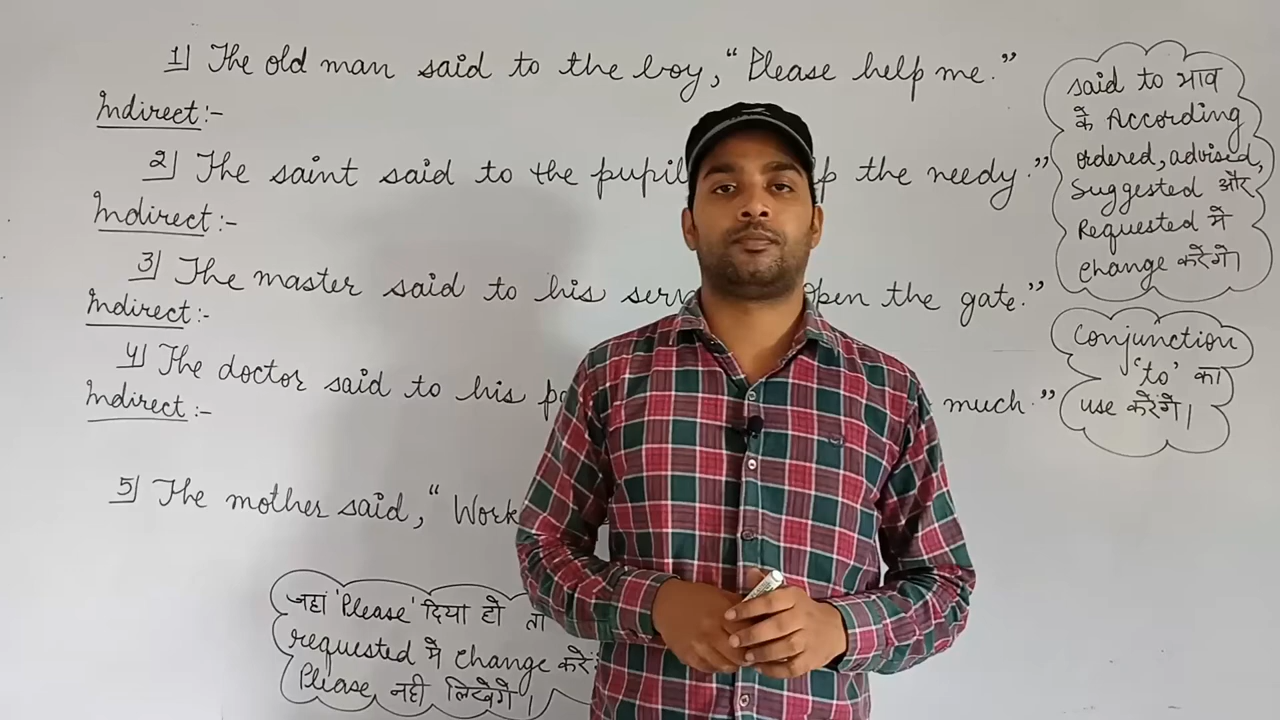 1) The old man said to the boy, “Please help me.”
Indirect:-
2) The saint said to the pupil the needy.”
Indirect:-
3) The master said to his open the gate.”
Indirect:-
4) The doctor said to his much.”
Indirect:-
5) The mother said, “Work
said to भाव
के According
ordered, advised,
Suggested और
Requested में
change करेंगे।
Conjunction
'to' का
use करेंगे।
जहां 'Please' दिया हो तो
requested में change करें
Please नही लिखेंगे।